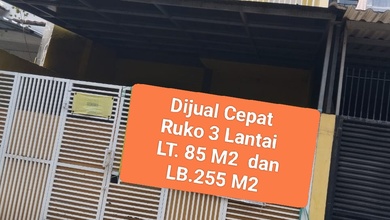 Dijual Cepat
Ruko 3 Lantai
LT. 85 M2 dan
LB.255 M2